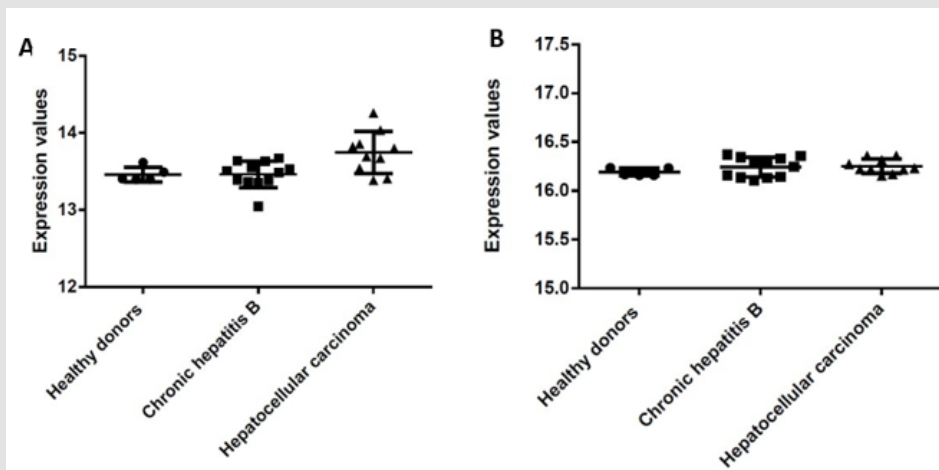 A
15
14
13
12
Expression values
Healthy donors
Chronic hepatitis B
Hepatocellular carcinoma
B
17.5
17.0
16.5
16.0
15.5
15.0
Expression values
Healthy donors
Chronic hepatitis B
Hepatocellular carcinoma